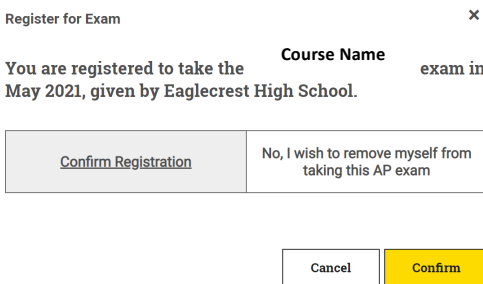 Register for Exam ×
You are registered to take the Course Name exam in
May 2021, given by Eaglecrest High School.
Confirm Registration
No, I wish to remove myself from
taking this AP exam
Cancel
Confirm